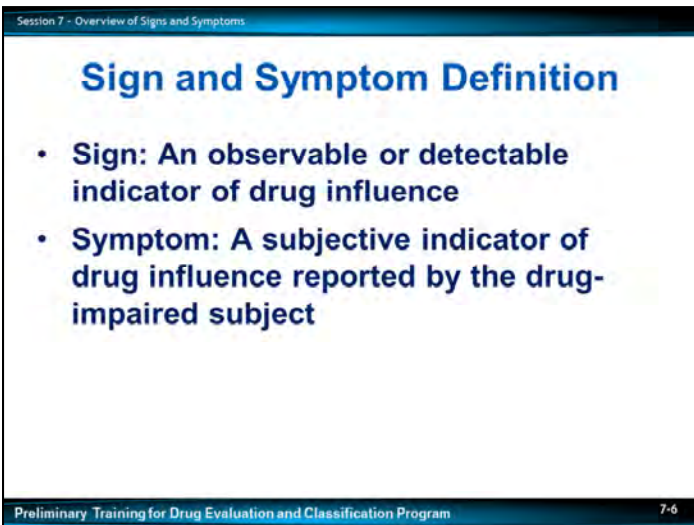 Session 7 - Overview of Signs and Symptoms
Sign and Symptom Definition
• Sign: An observable or detectable
indicator of drug influence
• Symptom: A subjective indicator of
drug influence reported by the drug-
impaired subject
Preliminary Training for Drug Evaluation and Classification Program 7-6